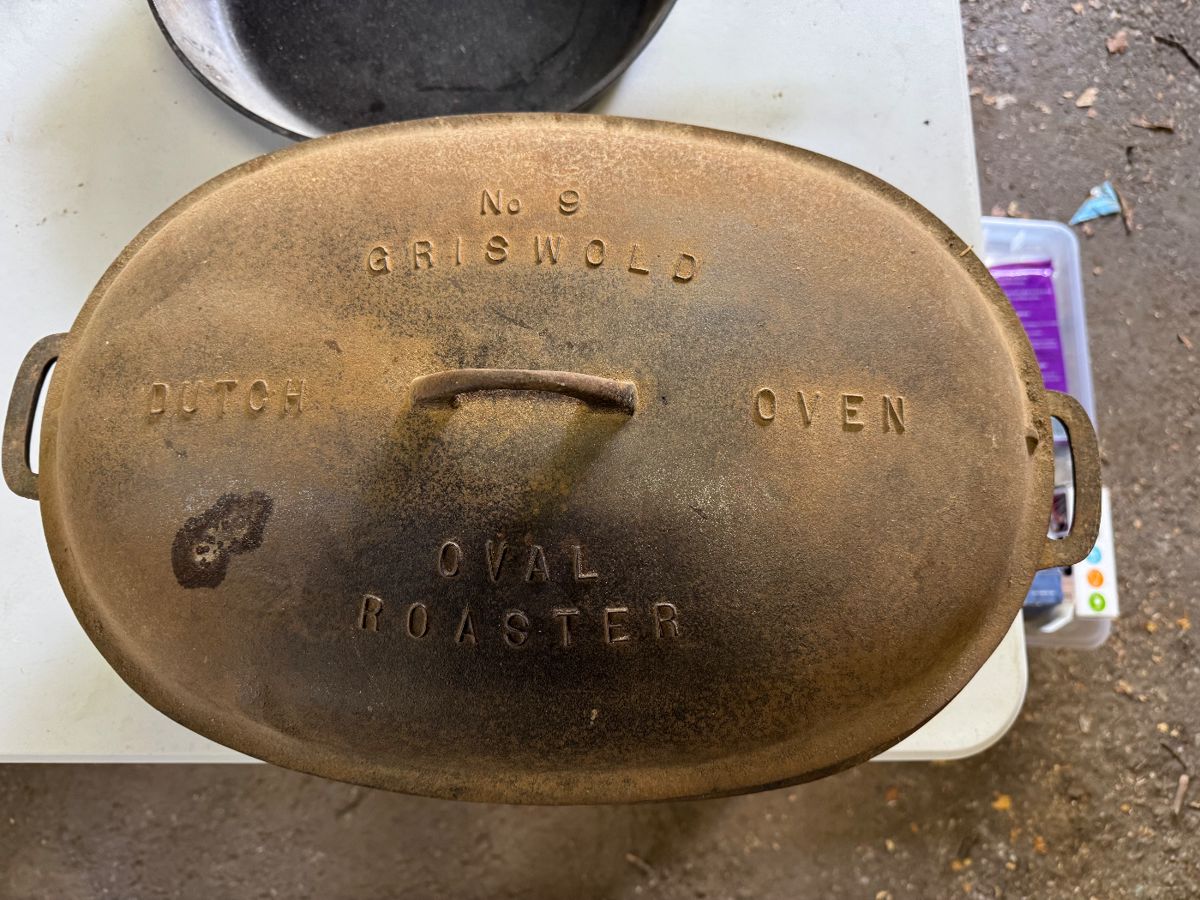 No 9
GRISWOLD
DUTCH OVEN
OVAL
ROASTER